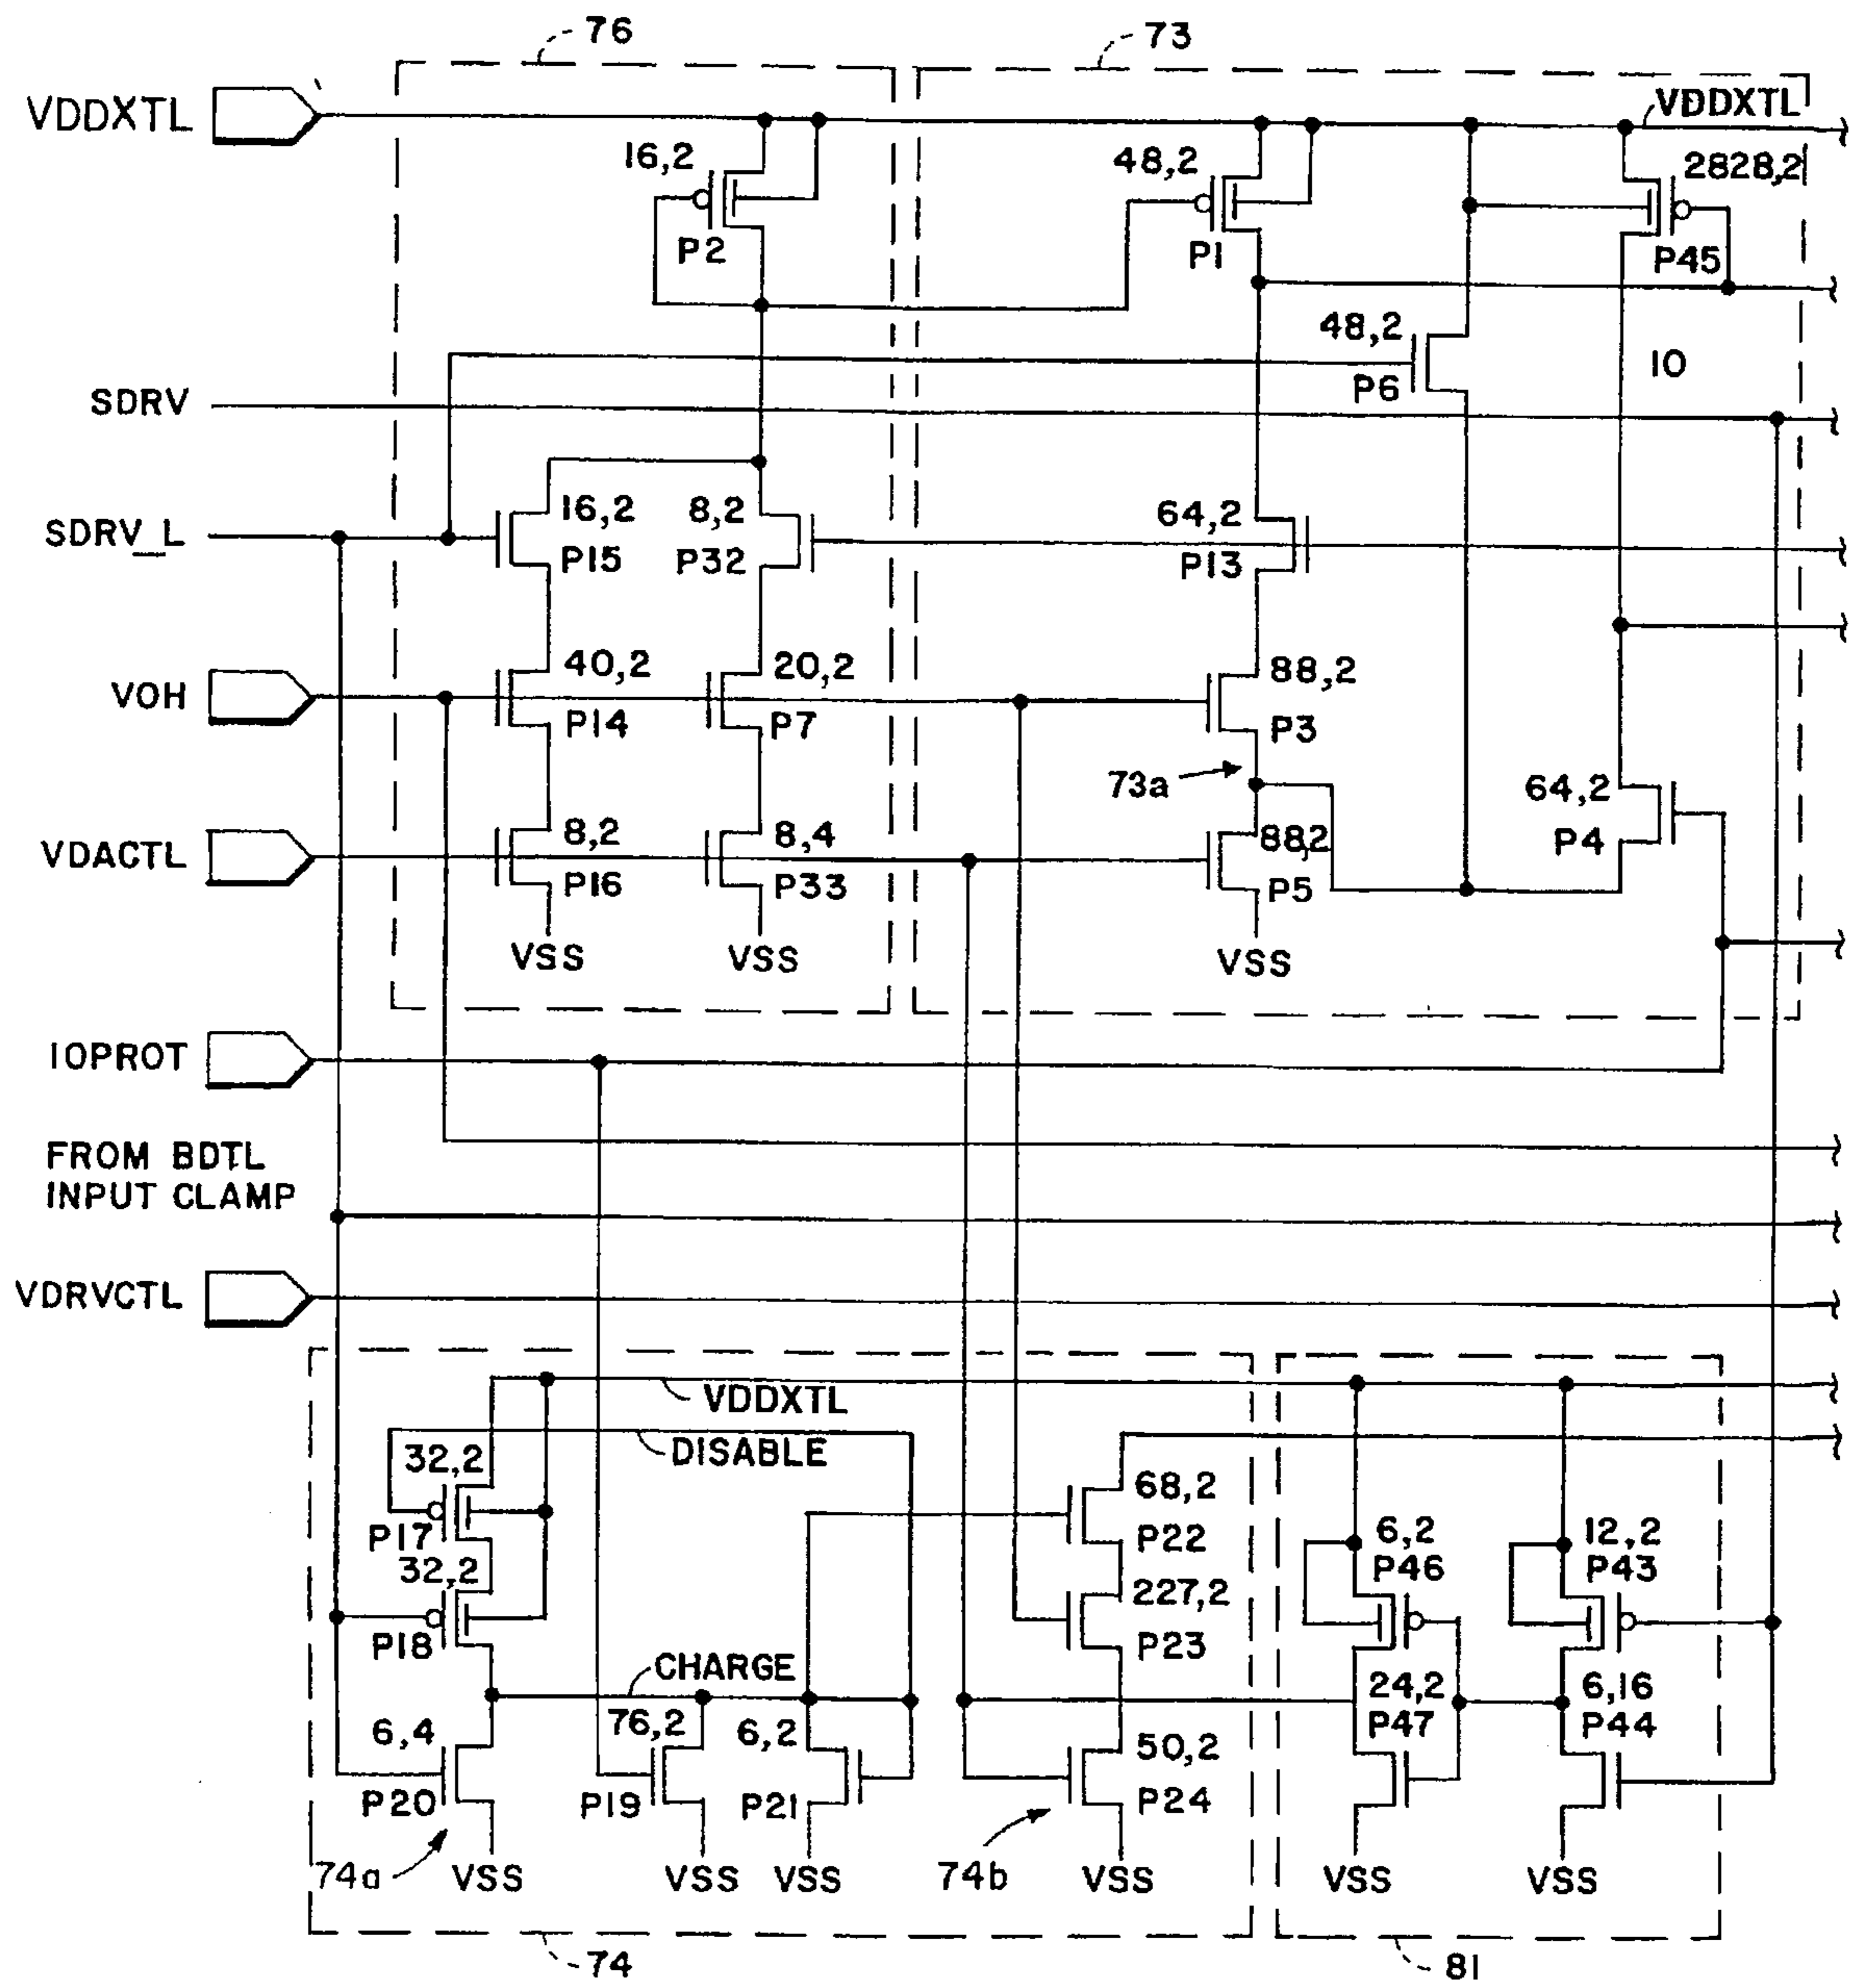 76
73
VDDXTL
VDDXTL
16,2
P2
48,2
P1
2828,2
P45
48,2
P6
10
SDRV
SDRV_L
16,2
P15
8,2
P32
64,2
P13
VOH
40,2
P14
20,2
P7
88,2
P3
73a
64,2
P4
VDACTL
8,2
P16
8,4
P33
88,2
P5
VSS
VSS
VSS
IOPROT
FROM BDTL
INPUT CLAMP
VDRVCTL
VDDXTL
DISABLE
32,2
P17
32,2
P18
68,2
P22
6,2
P46
12,2
P43
227,2
P23
CHARGE
76,2
6,2
24,2
P47
6,16
P44
6,4
P20
P19
P21
50,2
P24
74a
VSS
VSS
VSS
74b
VSS
VSS
VSS
74
81